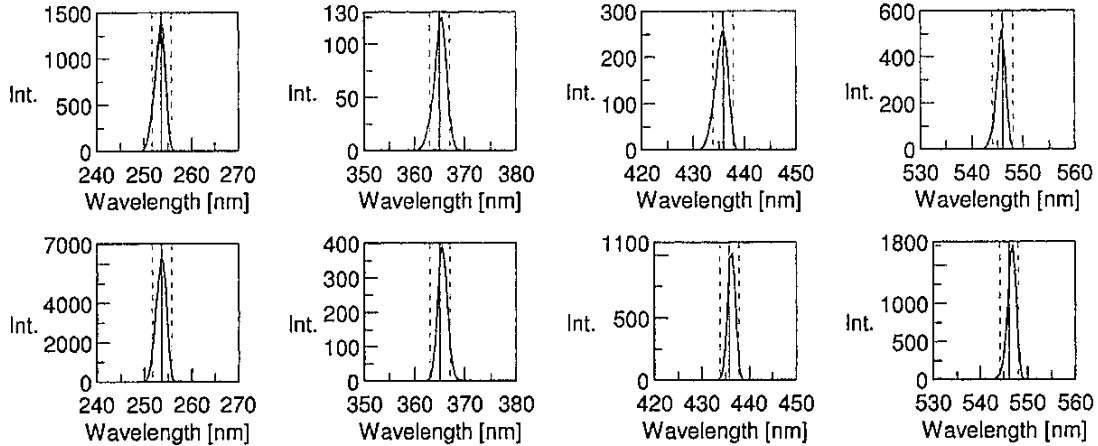 1500
1250
1000
500
0
Int.
240 250 260 270
Wavelength [nm]
130
100
50
0
Int.
350 360 370 380
Wavelength [nm]
300
200
100
0
Int.
420 430 440 450
Wavelength [nm]
600
400
200
0
Int.
530 540 550 560
Wavelength [nm]
7000
6000
4000
2000
0
Int.
240 250 260 270
Wavelength [nm]
400
300
200
100
0
Int.
350 360 370 380
Wavelength [nm]
1100
500
0
Int.
420 430 440 450
Wavelength [nm]
1800
1000
500
0
Int.
530 540 550 560
Wavelength [nm]